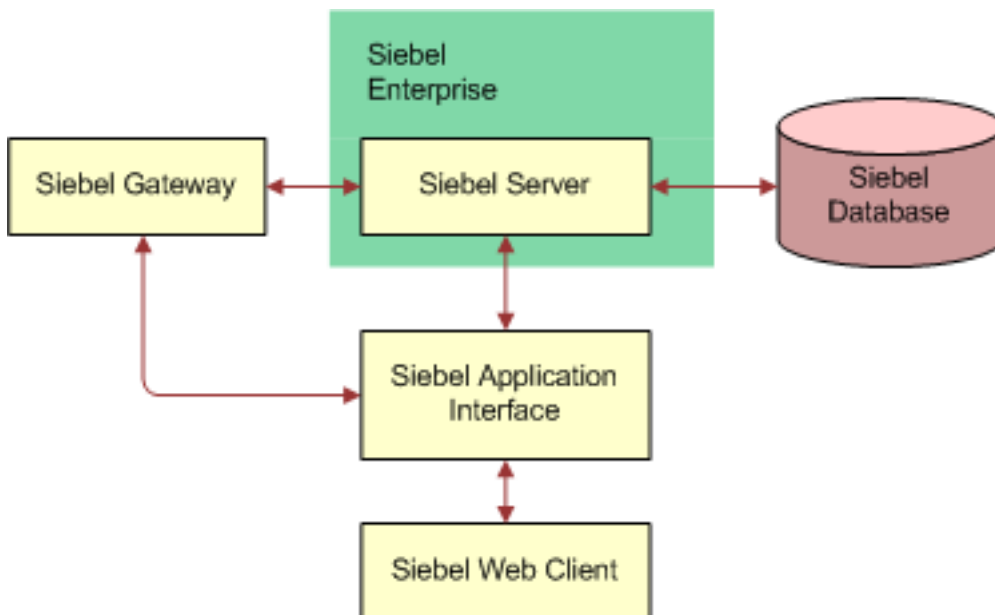 Siebel
Enterprise
Siebel Gateway
Siebel Server
Siebel
Database
Siebel Application
Interface
Siebel Web Client